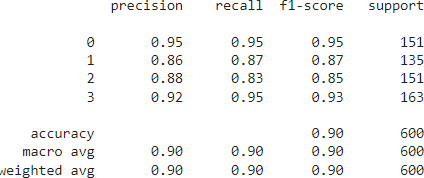 precision recall f1-score support
0 0.95 0.95 0.95 151
1 0.86 0.87 0.87 135
2 0.88 0.83 0.85 151
3 0.92 0.95 0.93 163
accuracy 0.90 600
macro avg 0.90 0.90 0.90 600
weighted avg 0.90 0.90 0.90 600